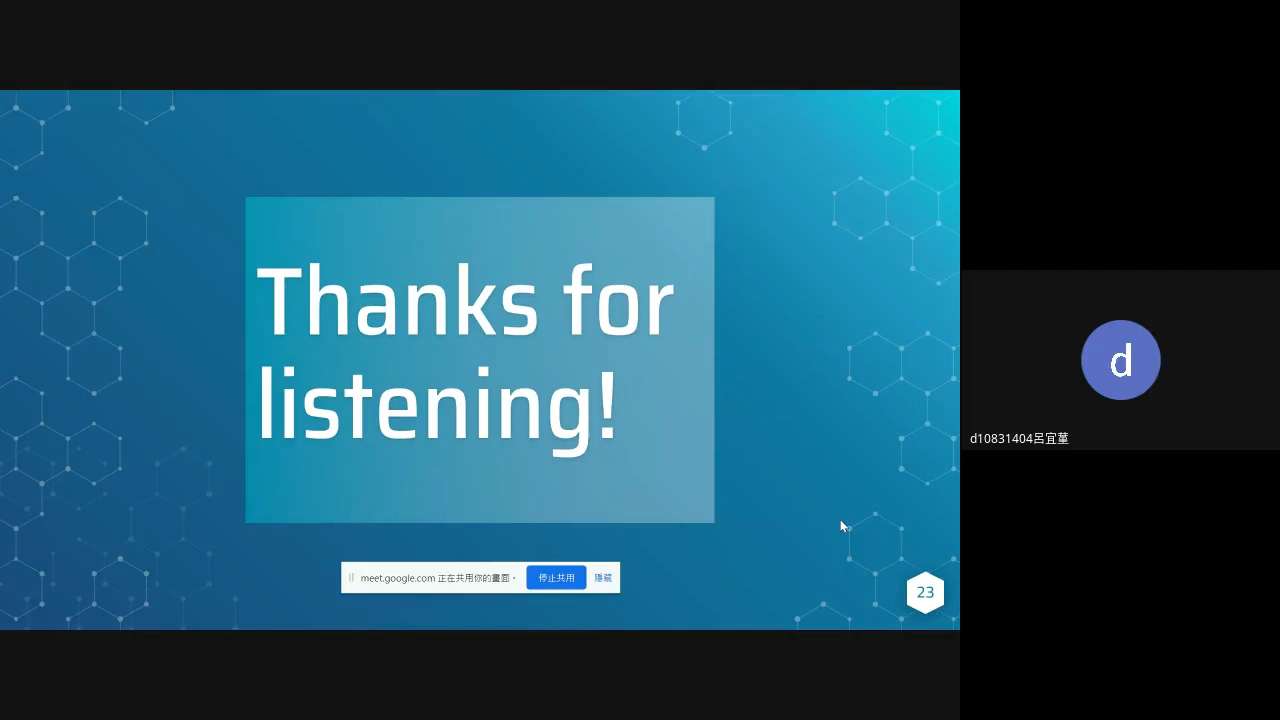 Thanks for
listening!
meet.google.com 正在共用你的畫面。
停止共用
隱藏
23
d
d10831404呂宜蓳